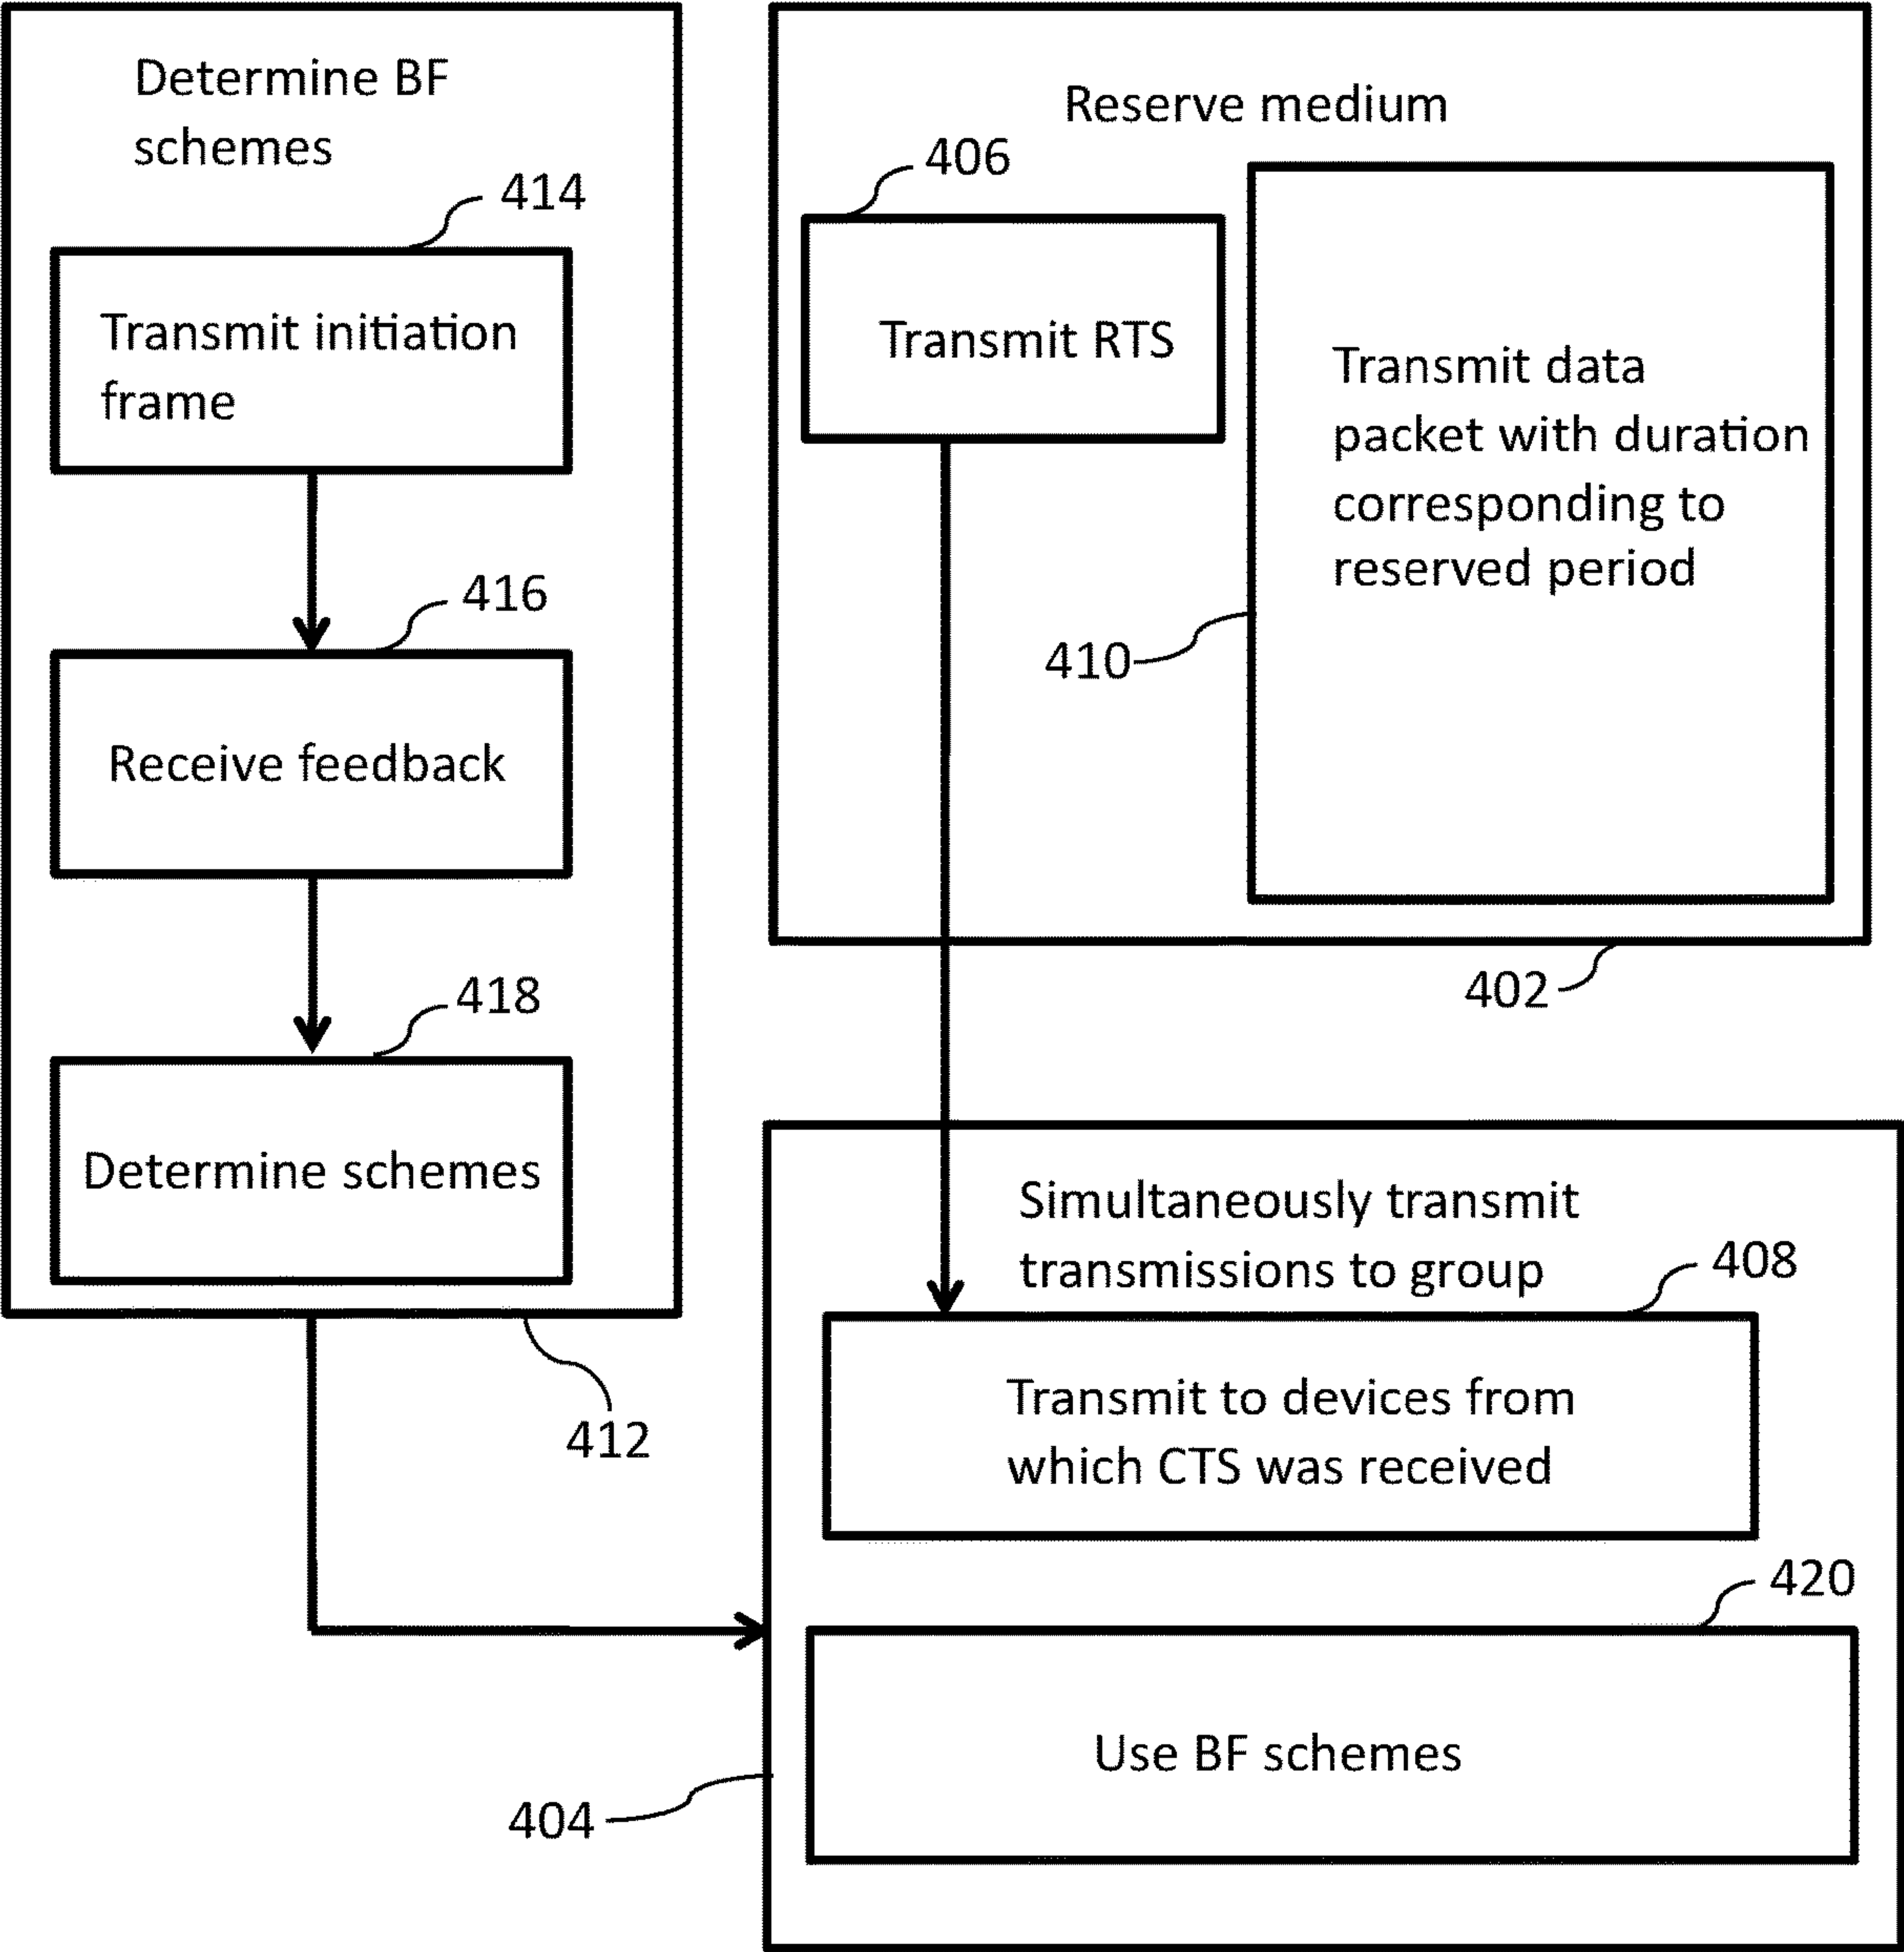 Determine BF
schemes
414
Transmit initiation
frame
416
Receive feedback
418
Determine schemes
412
Reserve medium
406
Transmit RTS
Transmit data
packet with duration
corresponding to
reserved period
410
402
Simultaneously transmit
transmissions to group
408
Transmit to devices from
which CTS was received
420
Use BF schemes
404